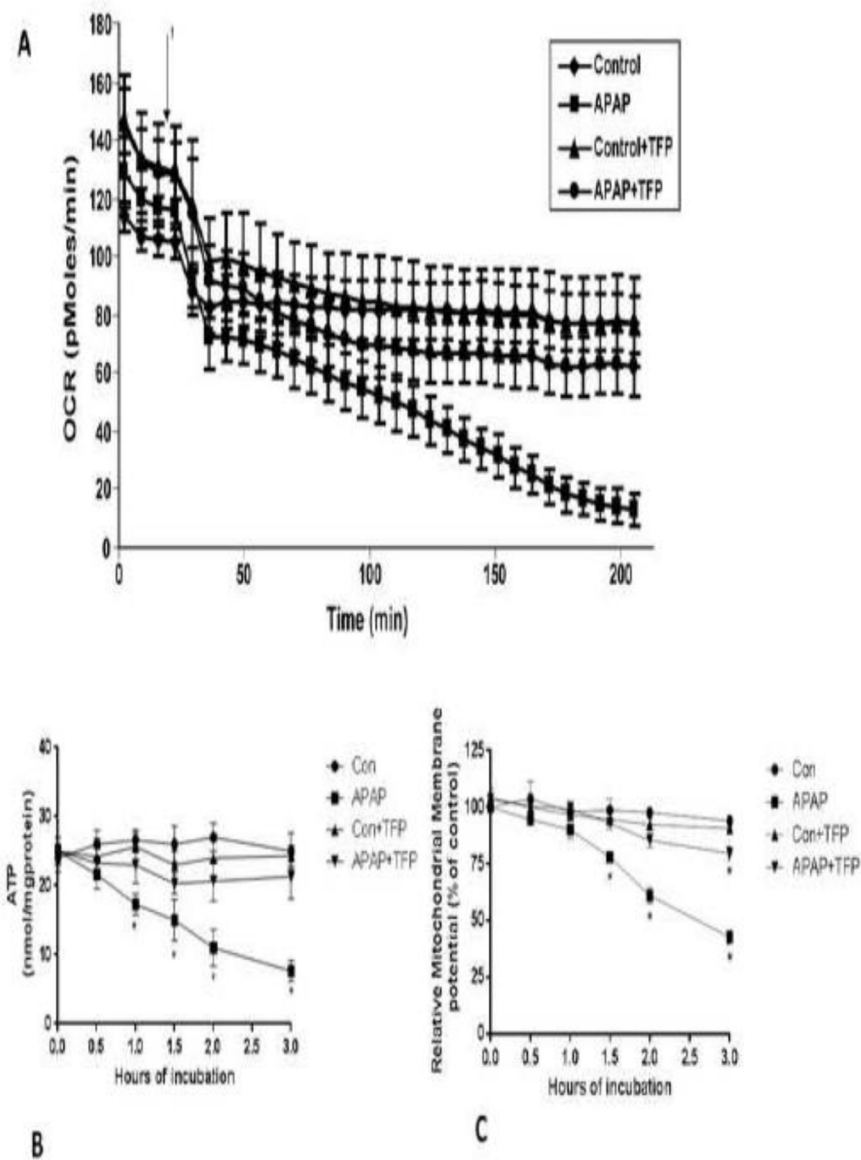 A
180
160
140
120
100
80
60
40
20
0
OCR (pMoles/min)
0 50 100 150 200
Time (min)
Control
APAP
Control+TFP
APAP+TFP
40
30
20
10
0
ATP
(nmol/mgprotein)
0.0 0.5 1.0 1.5 2.0 2.5 3.0
Hours of incubation
Con
APAP
Con+TFP
APAP+TFP
B
125
100
75
50
25
0
Relative Mitochondrial Membrane
potential (% of control)
0.0 0.5 1.0 1.5 2.0 2.5 3.0
Hours of incubation
Con
APAP
Con+TFP
APAP+TFP
C